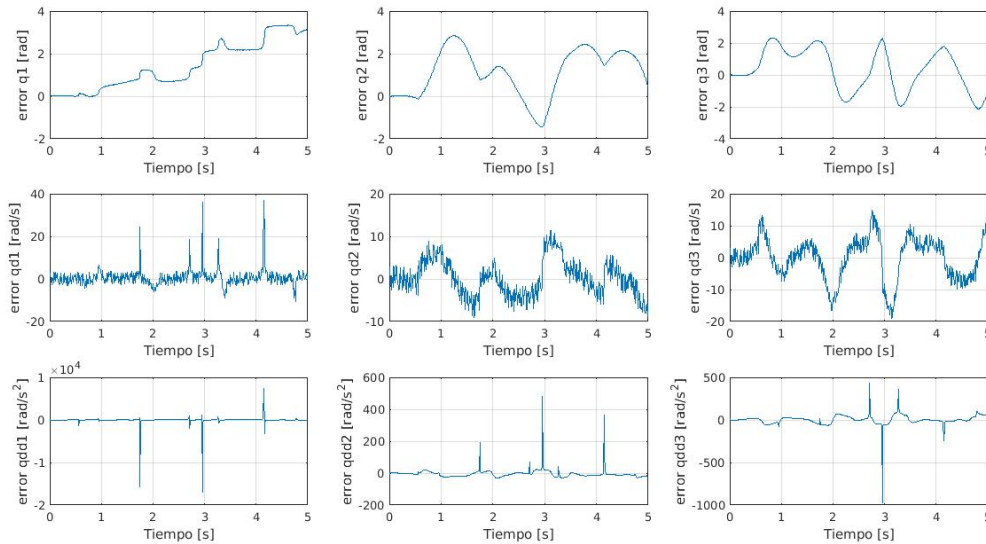 error q1 [rad]
4
2
0
-2
0 1 2 3 4 5
Tiempo [s]
error q2 [rad]
4
2
0
-2
0 1 2 3 4 5
Tiempo [s]
error q3 [rad]
4
2
0
-2
-4
0 1 2 3 4 5
Tiempo [s]
error qd1 [rad/s]
40
20
0
-20
0 1 2 3 4 5
Tiempo [s]
error qd2 [rad/s]
20
10
0
-10
0 1 2 3 4 5
Tiempo [s]
error qd3 [rad/s]
20
10
0
-10
-20
0 1 2 3 4 5
Tiempo [s]
error qdd1 [rad/s²]
×10⁴
1
0
-1
-2
0 1 2 3 4 5
Tiempo [s]
error qdd2 [rad/s²]
600
400
200
0
-200
0 1 2 3 4 5
Tiempo [s]
error qdd3 [rad/s²]
500
0
-500
-1000
0 1 2 3 4 5
Tiempo [s]